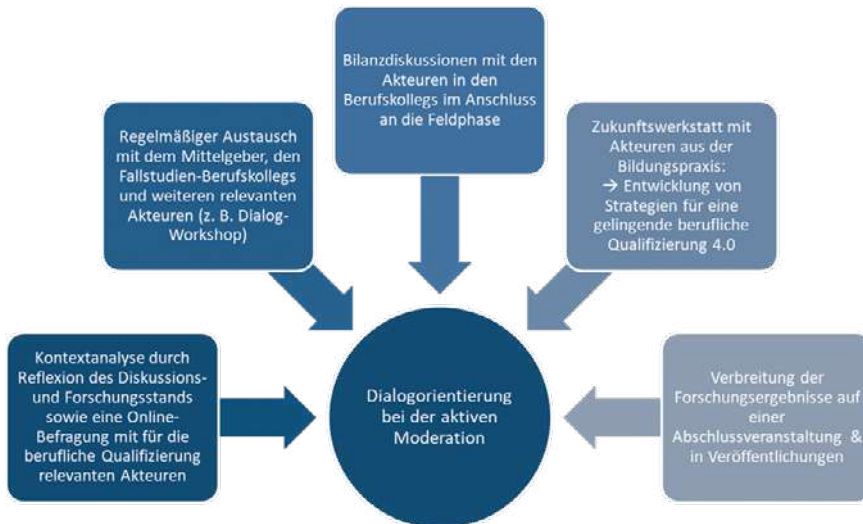 Bilanzdiskussionen mit den
Akteuren in den
Berufskollegs im Anschluss
an die Feldphase
Regelmäßiger Austausch
mit dem Mittelgeber, den
Fallstudien-Berufskollegs
und weiteren relevanten
Akteuren (z. B. Dialog-
Workshop)
Zukunftswerkstatt mit
Akteuren aus der
Bildungspraxis:
→ Entwicklung von
Strategien für eine
gelingende berufliche
Qualifizierung 4.0
Kontextanalyse durch
Reflexion des Diskussions-
und Forschungsstands
sowie eine Online-
Befragung mit für die
berufliche Qualifizierung
relevanten Akteuren
Dialogorientierung
bei der aktiven
Moderation
Verbreitung der
Forschungsergebnisse auf
einer
Abschlussveranstaltung &
in Veröffentlichungen